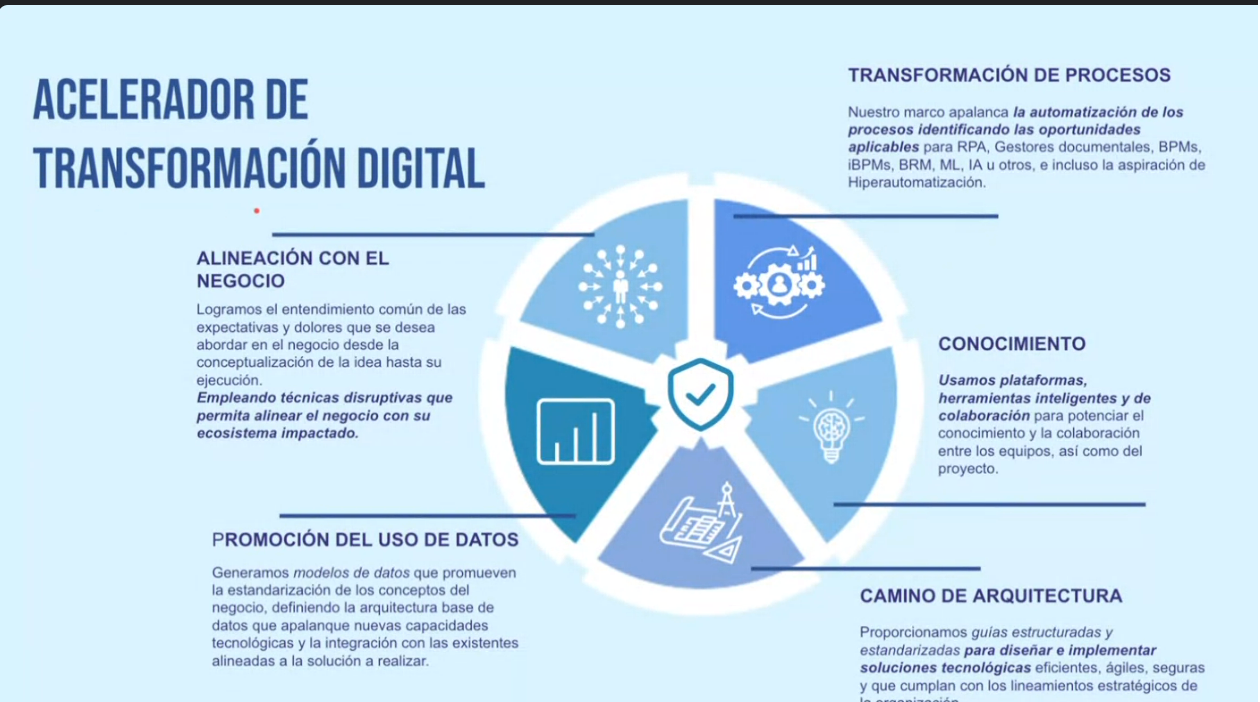 ACELERADOR DE
TRANSFORMACIÓN DIGITAL
ALINEACIÓN CON EL
NEGOCIO
Logramos el entendimiento común de las
expectativas y dolores que se desea
abordar en el negocio desde la
conceptualización de la idea hasta su
ejecución.
Empleando técnicas disruptivas que
permita alinear el negocio con su
ecosistema impactado.
PROMOCIÓN DEL USO DE DATOS
Generamos modelos de datos que promueven
la estandarización de los conceptos del
negocio, definiendo la arquitectura base de
datos que apalanque nuevas capacidades
tecnológicas y la integración con las existentes
alineadas a la solución a realizar.
TRANSFORMACIÓN DE PROCESOS
Nuestro marco apalanca la automatización de los
procesos identificando las oportunidades
aplicables para RPA, Gestores documentales, BPMs,
iBPMs, BRM, ML, IA u otros, e incluso la aspiración de
Hiperautomatización.
CONOCIMIENTO
Usamos plataformas,
herramientas inteligentes y de
colaboración para potenciar el
conocimiento y la colaboración
entre los equipos, así como del
proyecto.
CAMINO DE ARQUITECTURA
Proporcionamos guías estructuradas y
estandarizadas para diseñar e implementar
soluciones tecnológicas eficientes, ágiles, seguras
y que cumplan con los lineamientos estratégicos de
la organización